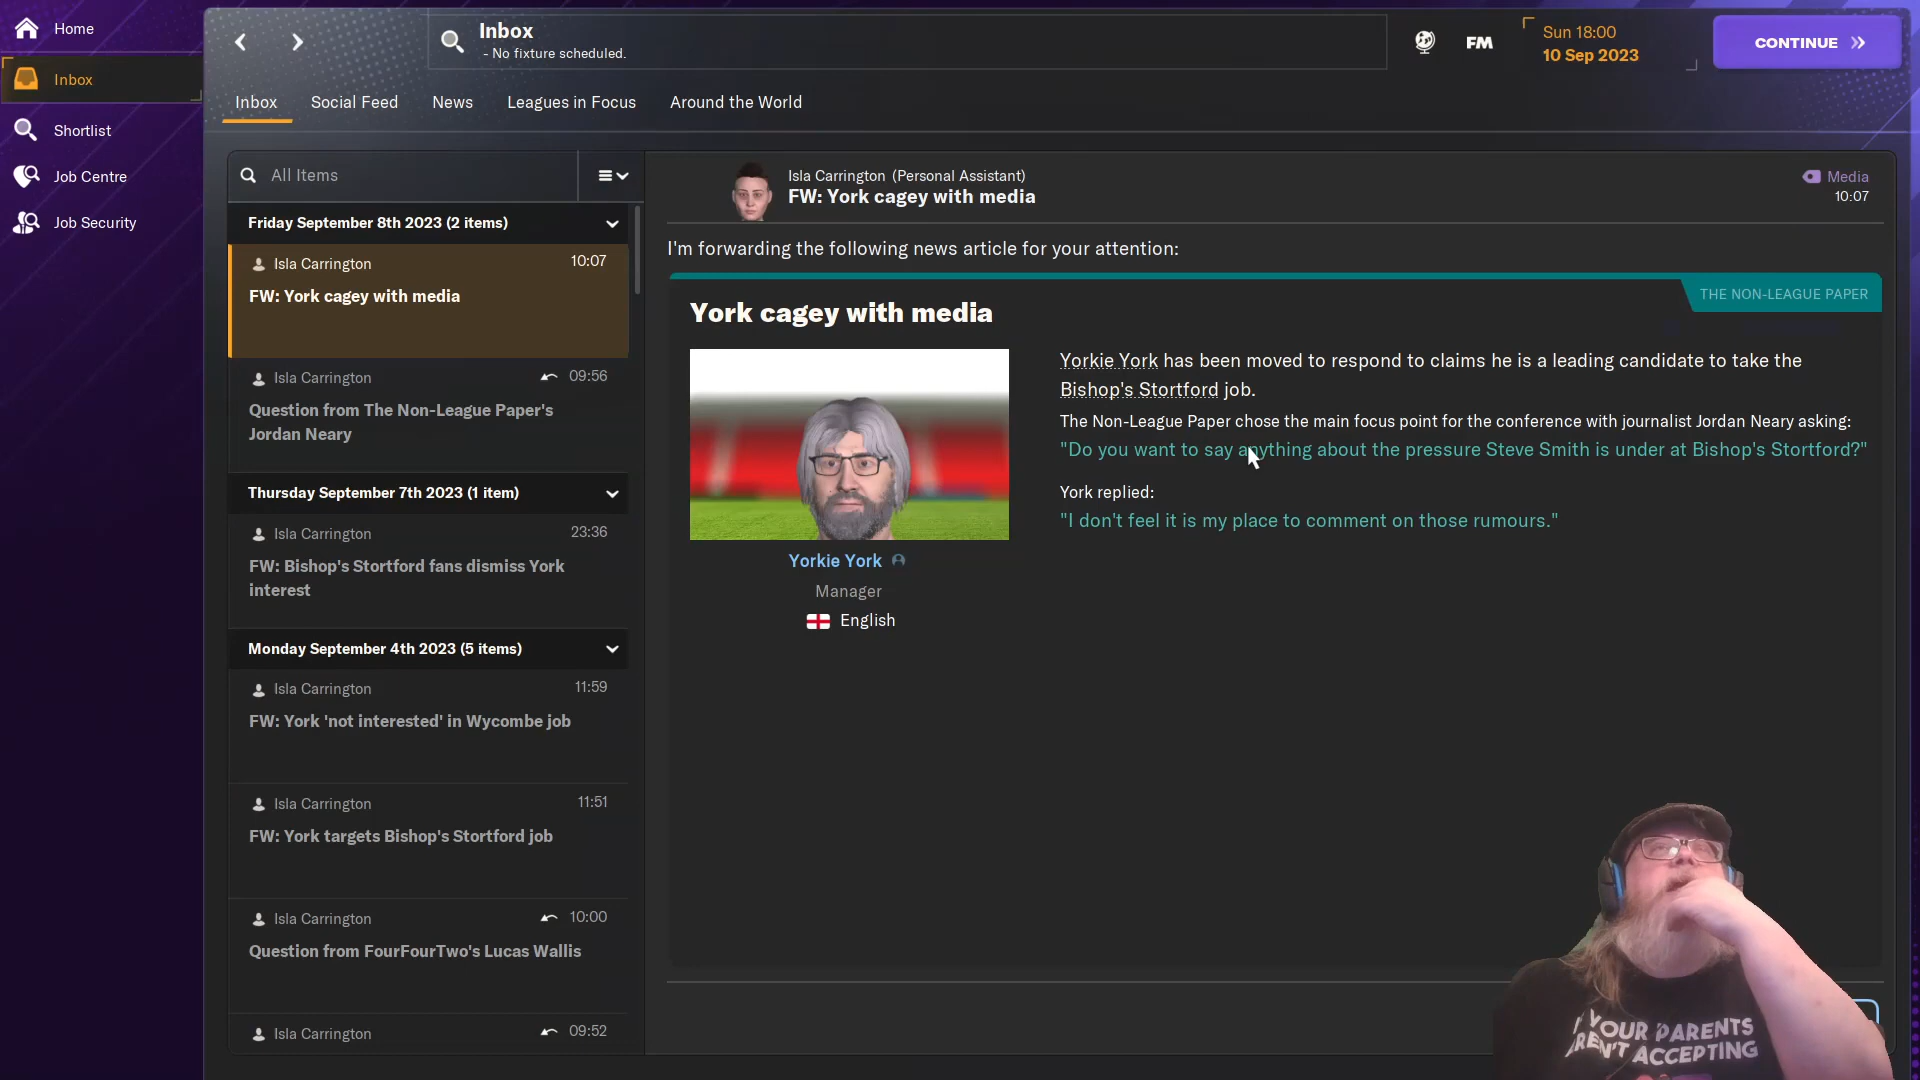 Home
Inbox
Shortlist
Job Centre
Job Security
Inbox
- No fixture scheduled.
FM
Sun 18:00
10 Sep 2023
CONTINUE
Inbox
Social Feed
News
Leagues in Focus
Around the World
All Items
Friday September 8th 2023 (2 items)
Isla Carrington
10:07
FW: York cagey with media
Isla Carrington
09:56
Question from The Non-League Paper's
Jordan Neary
Thursday September 7th 2023 (1 item)
Isla Carrington
23:36
FW: Bishop's Stortford fans dismiss York
interest
Monday September 4th 2023 (5 items)
Isla Carrington
11:59
FW: York 'not interested' in Wycombe job
Isla Carrington
11:51
FW: York targets Bishop's Stortford job
Isla Carrington
10:00
Question from FourFourTwo's Lucas Wallis
Isla Carrington
09:52
Isla Carrington (Personal Assistant)
FW: York cagey with media
Media
10:07
I'm forwarding the following news article for your attention:
THE NON-LEAGUE PAPER
York cagey with media
Yorkie York
Manager
English
Yorkie York has been moved to respond to claims he is a leading candidate to take the
Bishop's Stortford job.
The Non-League Paper chose the main focus point for the conference with journalist Jordan Neary asking:
"Do you want to say anything about the pressure Steve Smith is under at Bishop's Stortford?"
York replied:
"I don't feel it is my place to comment on those rumours."
YOUR PARENTS
AREN'T ACCEPTING